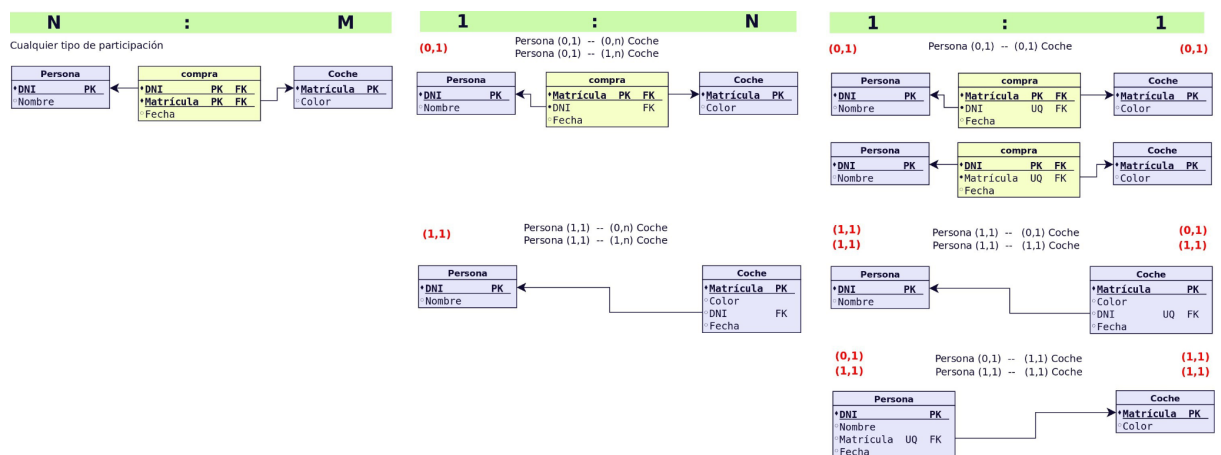 N : M
Cualquier tipo de participación
Persona
DNI PK
Nombre
compra
DNI PK FK
Matrícula PK FK
Fecha
Coche
Matrícula PK
Color
1 : N
(0,1)
Persona (0,1) -- (0,n) Coche
Persona (0,1) -- (1,n) Coche
Persona
DNI PK
Nombre
compra
Matrícula PK FK
DNI FK
Fecha
Coche
Matrícula PK
Color
(1,1)
Persona (1,1) -- (0,n) Coche
Persona (1,1) -- (1,n) Coche
Persona
DNI PK
Nombre
Coche
Matrícula PK
Color
DNI FK
Fecha
1 : 1
(0,1) Persona (0,1) -- (0,1) Coche (0,1)
Persona
DNI PK
Nombre
compra
Matrícula PK FK
DNI UQ FK
Fecha
Coche
Matrícula PK
Color
Persona
DNI PK
Nombre
compra
DNI PK FK
Matrícula UQ FK
Fecha
Coche
Matrícula PK
Color
(1,1) Persona (1,1) -- (0,1) Coche (0,1)
(1,1) Persona (1,1) -- (1,1) Coche (1,1)
Persona
DNI PK
Nombre
Coche
Matrícula PK
Color
DNI UQ FK
Fecha
(0,1) Persona (0,1) -- (1,1) Coche (1,1)
(1,1) Persona (1,1) -- (1,1) Coche (1,1)
Persona
DNI PK
Nombre
Matrícula UQ FK
Fecha
Coche
Matrícula PK
Color